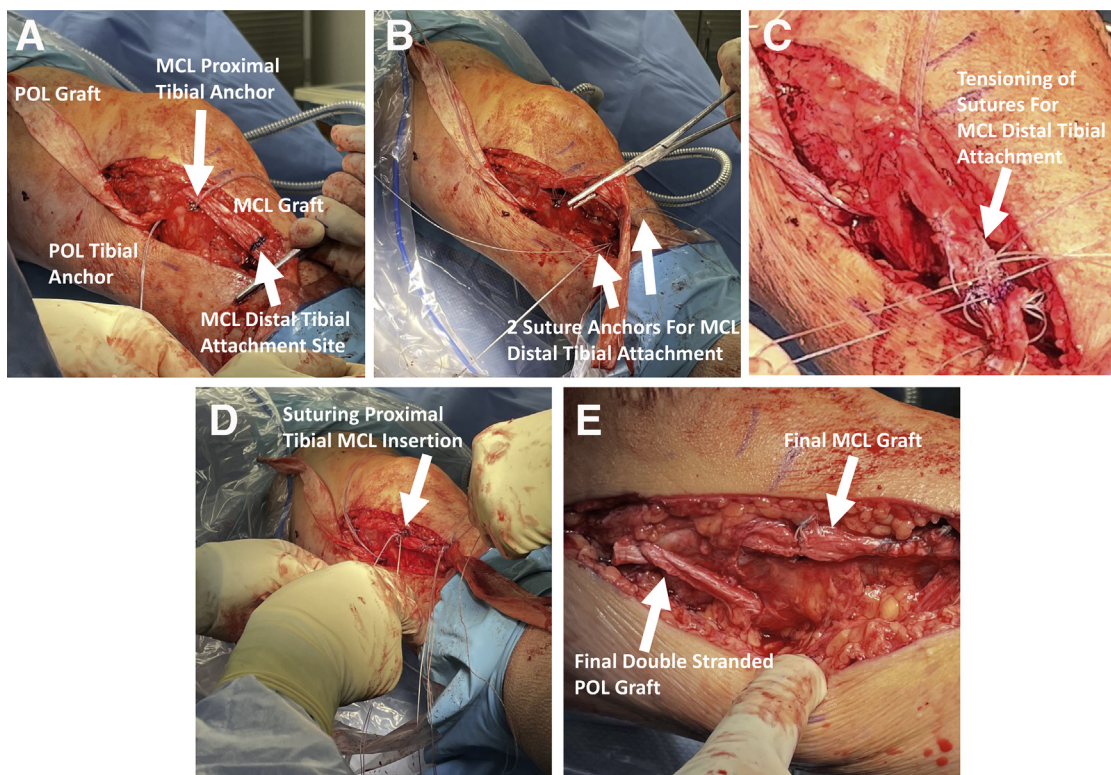 A
MCL Proximal
Tibial Anchor
POL Graft
MCL Graft
POL Tibial
Anchor
MCL Distal Tibial
Attachment Site
B
2 Suture Anchors For MCL
Distal Tibial Attachment
C
Tensioning of
Sutures For
MCL Distal Tibial
Attachment
D
Suturing Proximal
Tibial MCL Insertion
E
Final MCL Graft
Final Double Stranded
POL Graft